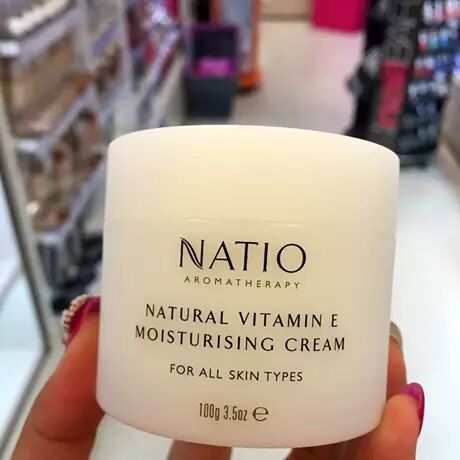 NATIO
AROMATHERAPY
NATURAL VITAMIN E
MOISTURISING CREAM
FOR ALL SKIN TYPES
100g 3.5oz ℮